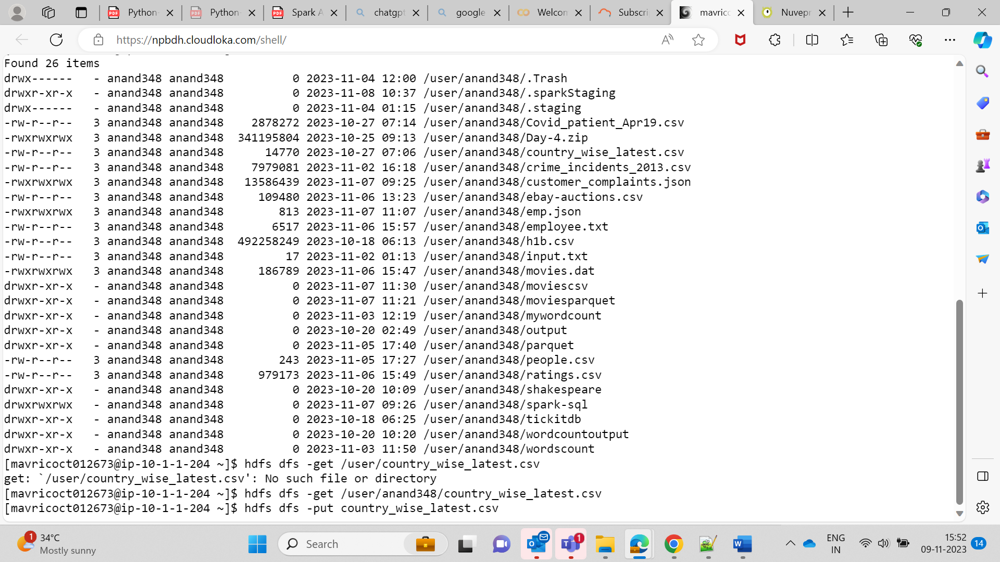 Python-
Python-
Spark A
chatgpt
google
Welcom
Subscri
mavricc
Nuvepr
https://npbdh.cloudloka.com/shell/
Found 26 items
drwx------   - anand348 anand348          0 2023-11-04 12:00 /user/anand348/.Trash
drwxr-xr-x   - anand348 anand348          0 2023-11-08 10:37 /user/anand348/.sparkStaging
drwx------   - anand348 anand348          0 2023-11-04 01:15 /user/anand348/.staging
-rw-r--r--   3 anand348 anand348    2878272 2023-10-27 07:14 /user/anand348/Covid_patient_Apr19.csv
-rwxrwxrwx   3 anand348 anand348  341195804 2023-10-25 09:13 /user/anand348/Day-4.zip
-rw-r--r--   3 anand348 anand348      14770 2023-10-27 07:06 /user/anand348/country_wise_latest.csv
-rw-r--r--   3 anand348 anand348    7979081 2023-11-02 16:18 /user/anand348/crime_incidents_2013.csv
-rwxrwxrwx   3 anand348 anand348   13586439 2023-11-07 09:25 /user/anand348/customer_complaints.json
-rw-r--r--   3 anand348 anand348     109480 2023-11-06 13:23 /user/anand348/ebay-auctions.csv
-rwxrwxrwx   3 anand348 anand348        813 2023-11-07 11:07 /user/anand348/emp.json
-rw-r--r--   3 anand348 anand348       6517 2023-11-06 15:57 /user/anand348/employee.txt
-rw-r--r--   3 anand348 anand348  492258249 2023-10-18 06:13 /user/anand348/h1b.csv
-rw-r--r--   3 anand348 anand348         17 2023-11-02 01:13 /user/anand348/input.txt
-rwxrwxrwx   3 anand348 anand348     186789 2023-11-06 15:47 /user/anand348/movies.dat
drwxr-xr-x   - anand348 anand348          0 2023-11-07 11:30 /user/anand348/moviescsv
drwxr-xr-x   - anand348 anand348          0 2023-11-07 11:21 /user/anand348/moviesparquet
drwxr-xr-x   - anand348 anand348          0 2023-11-03 12:19 /user/anand348/mywordcount
drwxr-xr-x   - anand348 anand348          0 2023-10-20 02:49 /user/anand348/output
drwxr-xr-x   - anand348 anand348          0 2023-11-05 17:40 /user/anand348/parquet
-rw-r--r--   3 anand348 anand348        243 2023-11-05 17:27 /user/anand348/people.csv
-rw-r--r--   3 anand348 anand348     979173 2023-11-06 15:49 /user/anand348/ratings.csv
drwxr-xr-x   - anand348 anand348          0 2023-10-20 10:09 /user/anand348/shakespeare
drwxrwxrwx   - anand348 anand348          0 2023-11-07 09:26 /user/anand348/spark-sql
drwxr-xr-x   - anand348 anand348          0 2023-10-18 06:25 /user/anand348/tickitdb
drwxr-xr-x   - anand348 anand348          0 2023-10-20 10:20 /user/anand348/wordcountoutput
drwxr-xr-x   - anand348 anand348          0 2023-11-03 11:50 /user/anand348/wordscount
[mavricoct012673@ip-10-1-1-204 ~]$ hdfs dfs -get /user/country_wise_latest.csv
get: `/user/country_wise_latest.csv': No such file or directory
[mavricoct012673@ip-10-1-1-204 ~]$ hdfs dfs -get /user/anand348/country_wise_latest.csv
[mavricoct012673@ip-10-1-1-204 ~]$ hdfs dfs -put country_wise_latest.csv
1
34°C
Mostly sunny
Search
1
ENG
IN
15:52
09-11-2023
14